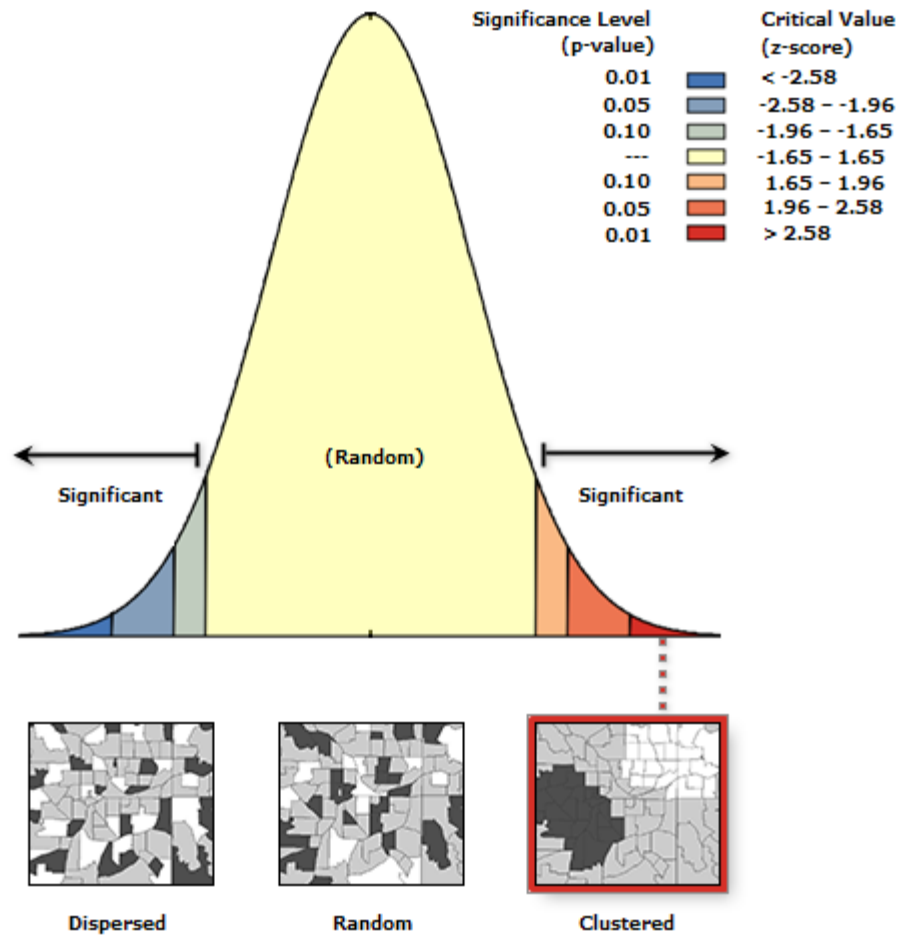 Significance Level Critical Value
(p-value) (z-score)
0.01 < -2.58
0.05 -2.58 – -1.96
0.10 -1.96 – -1.65
--- -1.65 – 1.65
0.10 1.65 – 1.96
0.05 1.96 – 2.58
0.01 > 2.58
(Random)
Significant Significant
Dispersed Random Clustered